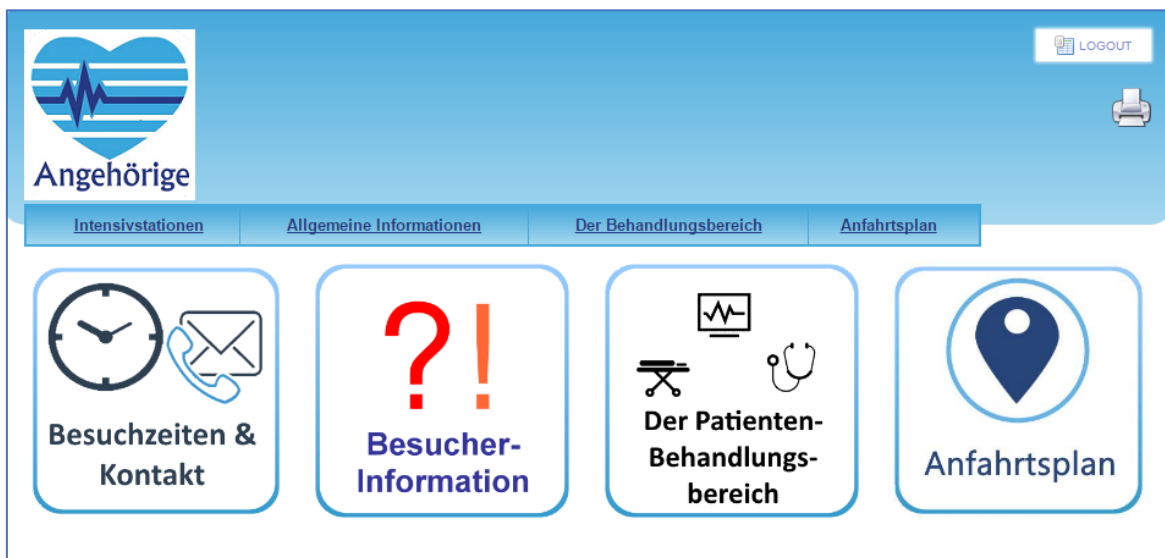 LOGOUT
Angehörige
Intensivstationen
Allgemeine Informationen
Der Behandlungsbereich
Anfahrtsplan
Besuchzeiten &
Kontakt
?!
Besucher-
Information
Der Patienten-
Behandlungs-
bereich
Anfahrtsplan